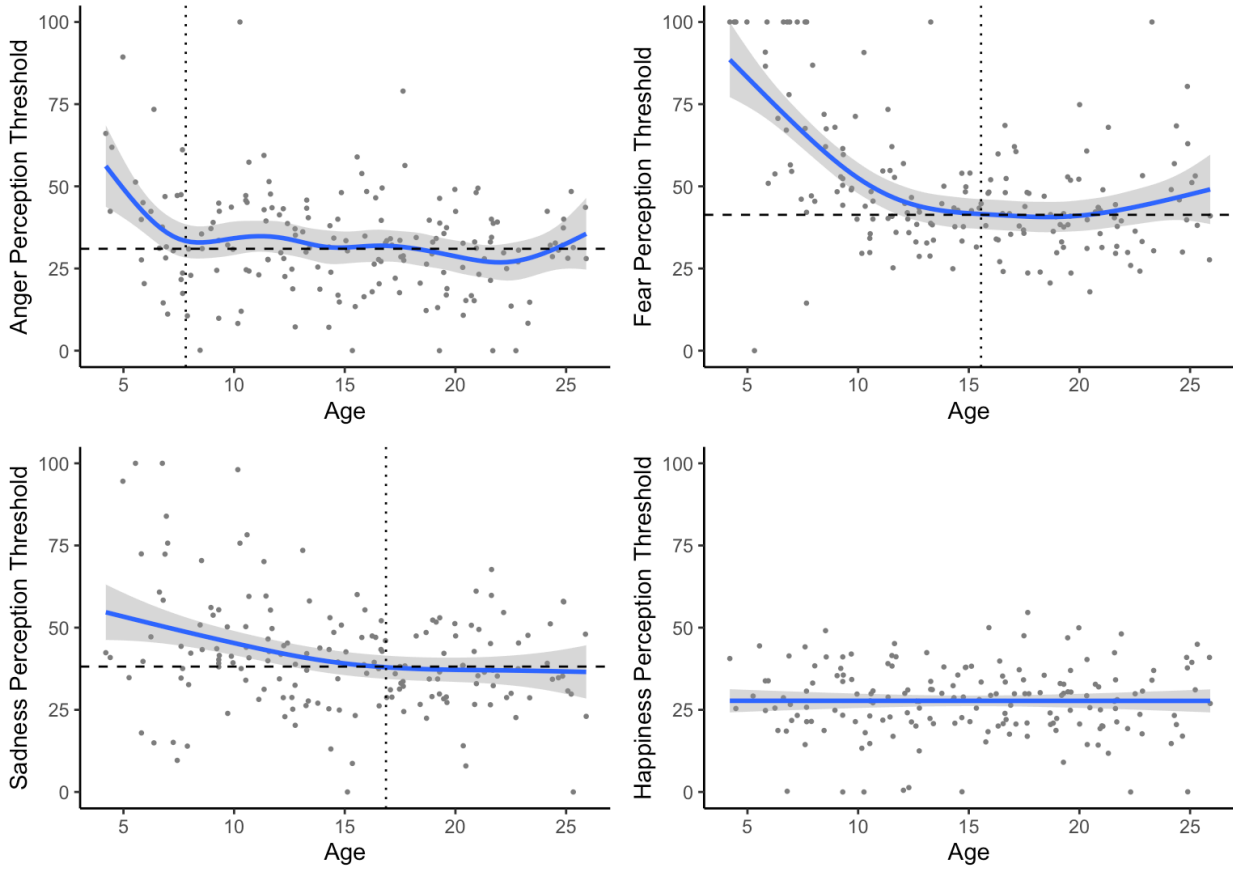 Anger Perception Threshold
100
75
50
25
0
5 10 15 20 25
Age
Fear Perception Threshold
100
75
50
25
0
5 10 15 20 25
Age
Sadness Perception Threshold
100
75
50
25
0
5 10 15 20 25
Age
Happiness Perception Threshold
100
75
50
25
0
5 10 15 20 25
Age